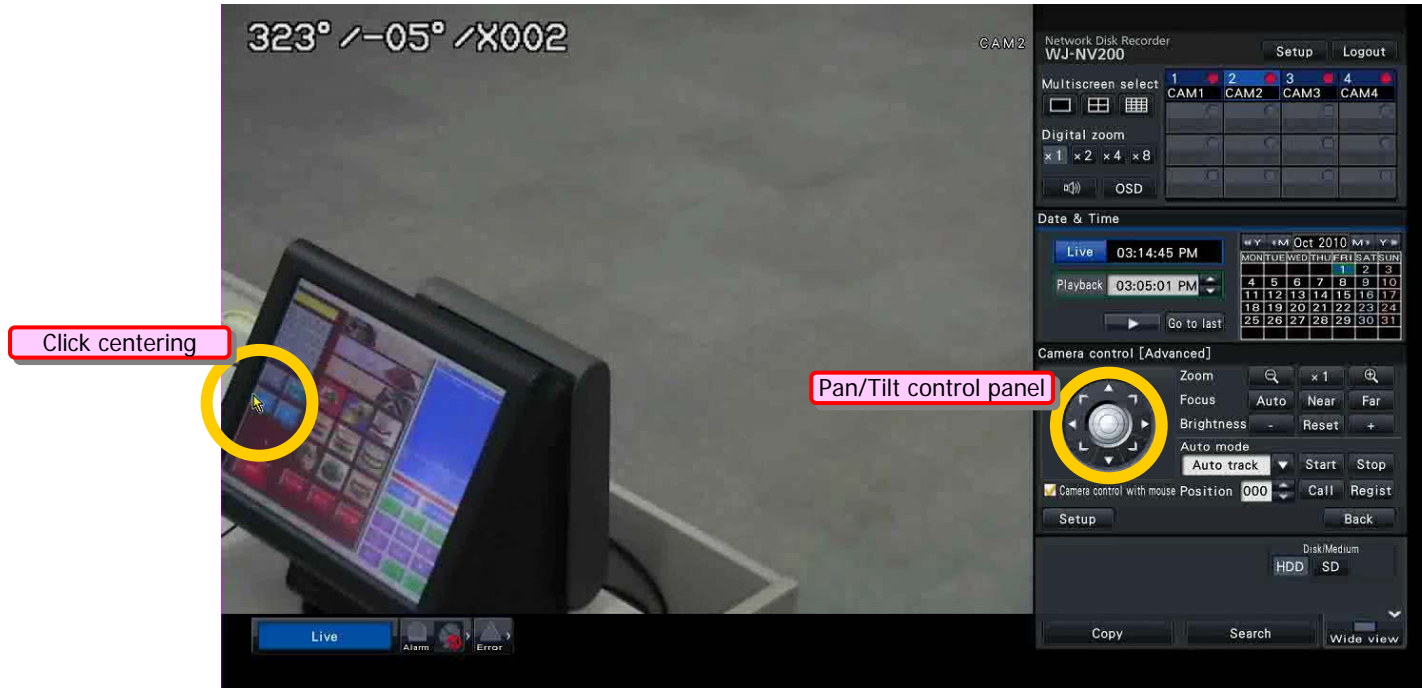 323°/-05°/X002
CAM2
Network Disk Recorder
WJ-NV200
Setup
Logout
Multiscreen select
1 2 3 4
CAM1 CAM2 CAM3 CAM4
Digital zoom
×1 ×2 ×4 ×8
OSD
Date & Time
Live 03:14:45 PM
Playback 03:05:01 PM
Go to last
«Y ‹M Oct 2010 M› Y»
MON TUE WED THU FRI SAT SUN
1 2 3
4 5 6 7 8 9 10
11 12 13 14 15 16 17
18 19 20 21 22 23 24
25 26 27 28 29 30 31
Click centering
Camera control [Advanced]
Pan/Tilt control panel
Zoom ×1
Focus Auto Near Far
Brightness - Reset +
Auto mode
Auto track Start Stop
Camera control with mouse Position 000 Call Regist
Setup Back
Disk/Medium
HDD SD
Live
Alarm
Error
Copy Search Wide view